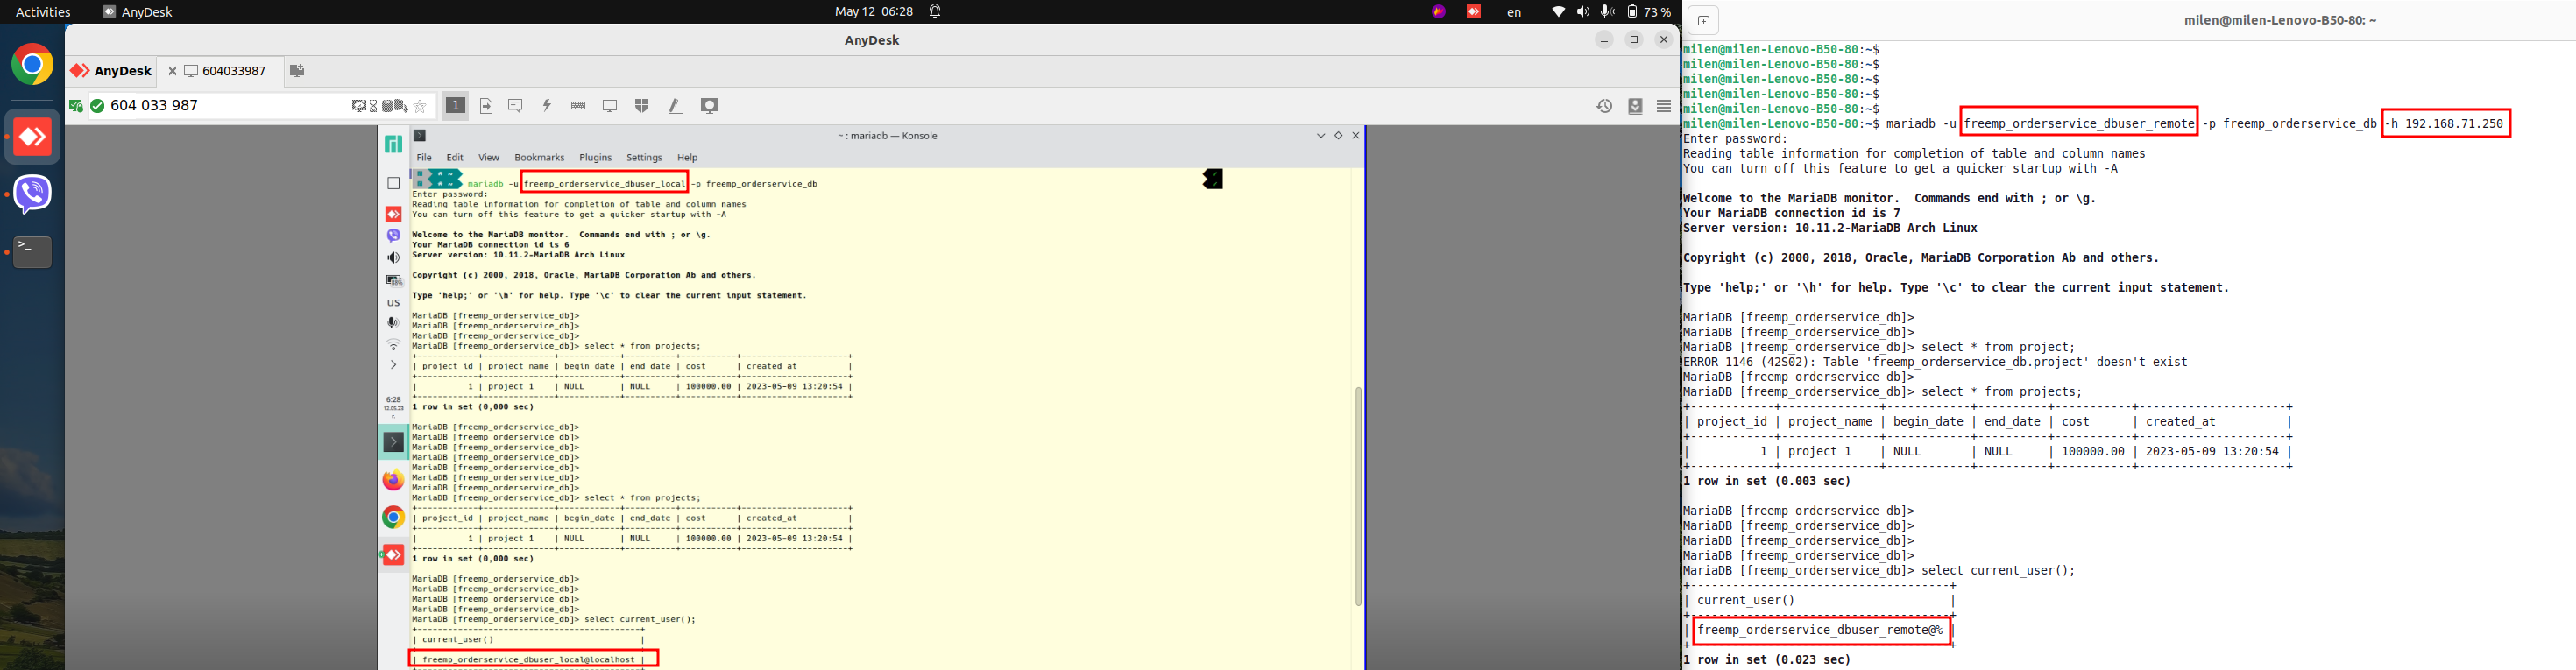 Activities AnyDesk May 12 06:28 en 73 %
AnyDesk
AnyDesk 604033987
604 033 987 1
~ : mariadb — Konsole
File Edit View Bookmarks Plugins Settings Help
mariadb -u freemp_orderservice_dbuser_local -p freemp_orderservice_db
Enter password:
Reading table information for completion of table and column names
You can turn off this feature to get a quicker startup with -A
Welcome to the MariaDB monitor.  Commands end with ; or \g.
Your MariaDB connection id is 6
Server version: 10.11.2-MariaDB Arch Linux
Copyright (c) 2000, 2018, Oracle, MariaDB Corporation Ab and others.
Type 'help;' or '\h' for help. Type '\c' to clear the current input statement.
MariaDB [freemp_orderservice_db]>
MariaDB [freemp_orderservice_db]>
MariaDB [freemp_orderservice_db]>
MariaDB [freemp_orderservice_db]> select * from projects;
| project_id | project_name | begin_date | end_date | cost | created_at |
| 1 | project 1 | NULL | NULL | 100000.00 | 2023-05-09 13:20:54 |
1 row in set (0,000 sec)
MariaDB [freemp_orderservice_db]>
MariaDB [freemp_orderservice_db]>
MariaDB [freemp_orderservice_db]>
MariaDB [freemp_orderservice_db]>
MariaDB [freemp_orderservice_db]>
MariaDB [freemp_orderservice_db]>
MariaDB [freemp_orderservice_db]>
MariaDB [freemp_orderservice_db]> select * from projects;
| project_id | project_name | begin_date | end_date | cost | created_at |
| 1 | project 1 | NULL | NULL | 100000.00 | 2023-05-09 13:20:54 |
1 row in set (0,000 sec)
MariaDB [freemp_orderservice_db]>
MariaDB [freemp_orderservice_db]>
MariaDB [freemp_orderservice_db]>
MariaDB [freemp_orderservice_db]>
MariaDB [freemp_orderservice_db]> select current_user();
| current_user() |
| freemp_orderservice_dbuser_local@localhost |
US
6:28
12.05.23
milen@milen-Lenovo-B50-80: ~
milen@milen-Lenovo-B50-80:~$
milen@milen-Lenovo-B50-80:~$
milen@milen-Lenovo-B50-80:~$
milen@milen-Lenovo-B50-80:~$
milen@milen-Lenovo-B50-80:~$
milen@milen-Lenovo-B50-80:~$ mariadb -u freemp_orderservice_dbuser_remote -p freemp_orderservice_db -h 192.168.71.250
Enter password:
Reading table information for completion of table and column names
You can turn off this feature to get a quicker startup with -A
Welcome to the MariaDB monitor.  Commands end with ; or \g.
Your MariaDB connection id is 7
Server version: 10.11.2-MariaDB Arch Linux
Copyright (c) 2000, 2018, Oracle, MariaDB Corporation Ab and others.
Type 'help;' or '\h' for help. Type '\c' to clear the current input statement.
MariaDB [freemp_orderservice_db]>
MariaDB [freemp_orderservice_db]>
MariaDB [freemp_orderservice_db]> select * from project;
ERROR 1146 (42S02): Table 'freemp_orderservice_db.project' doesn't exist
MariaDB [freemp_orderservice_db]>
MariaDB [freemp_orderservice_db]> select * from projects;
| project_id | project_name | begin_date | end_date | cost | created_at |
| 1 | project 1 | NULL | NULL | 100000.00 | 2023-05-09 13:20:54 |
1 row in set (0.003 sec)
MariaDB [freemp_orderservice_db]>
MariaDB [freemp_orderservice_db]>
MariaDB [freemp_orderservice_db]>
MariaDB [freemp_orderservice_db]>
MariaDB [freemp_orderservice_db]> select current_user();
| current_user() |
| freemp_orderservice_dbuser_remote@% |
1 row in set (0.023 sec)